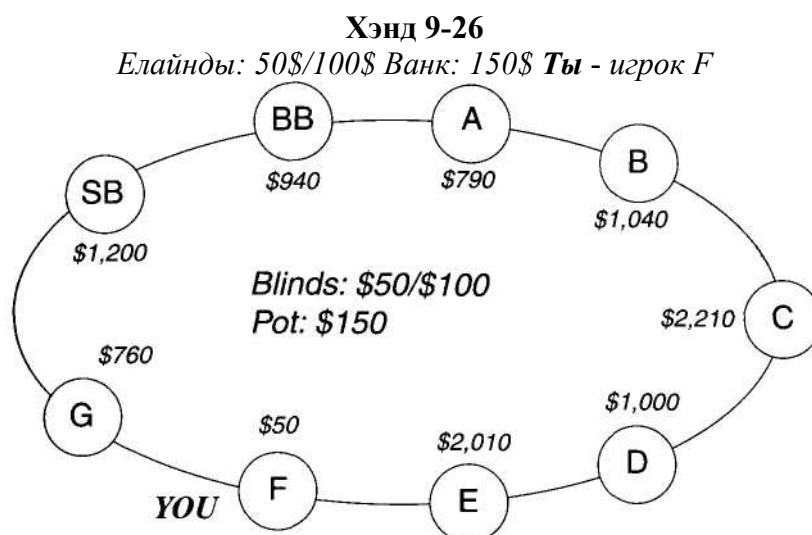 Хэнд 9-26
Елайнды: 50$/100$ Банк: 150$ Ты - игрок F
BB
A
$940
$790
B
SB
$1,040
$1,200
Blinds: $50/$100
Pot: $150
$2,210
C
$760
G
$50
$2,010
$1,000
D
YOU
F
E